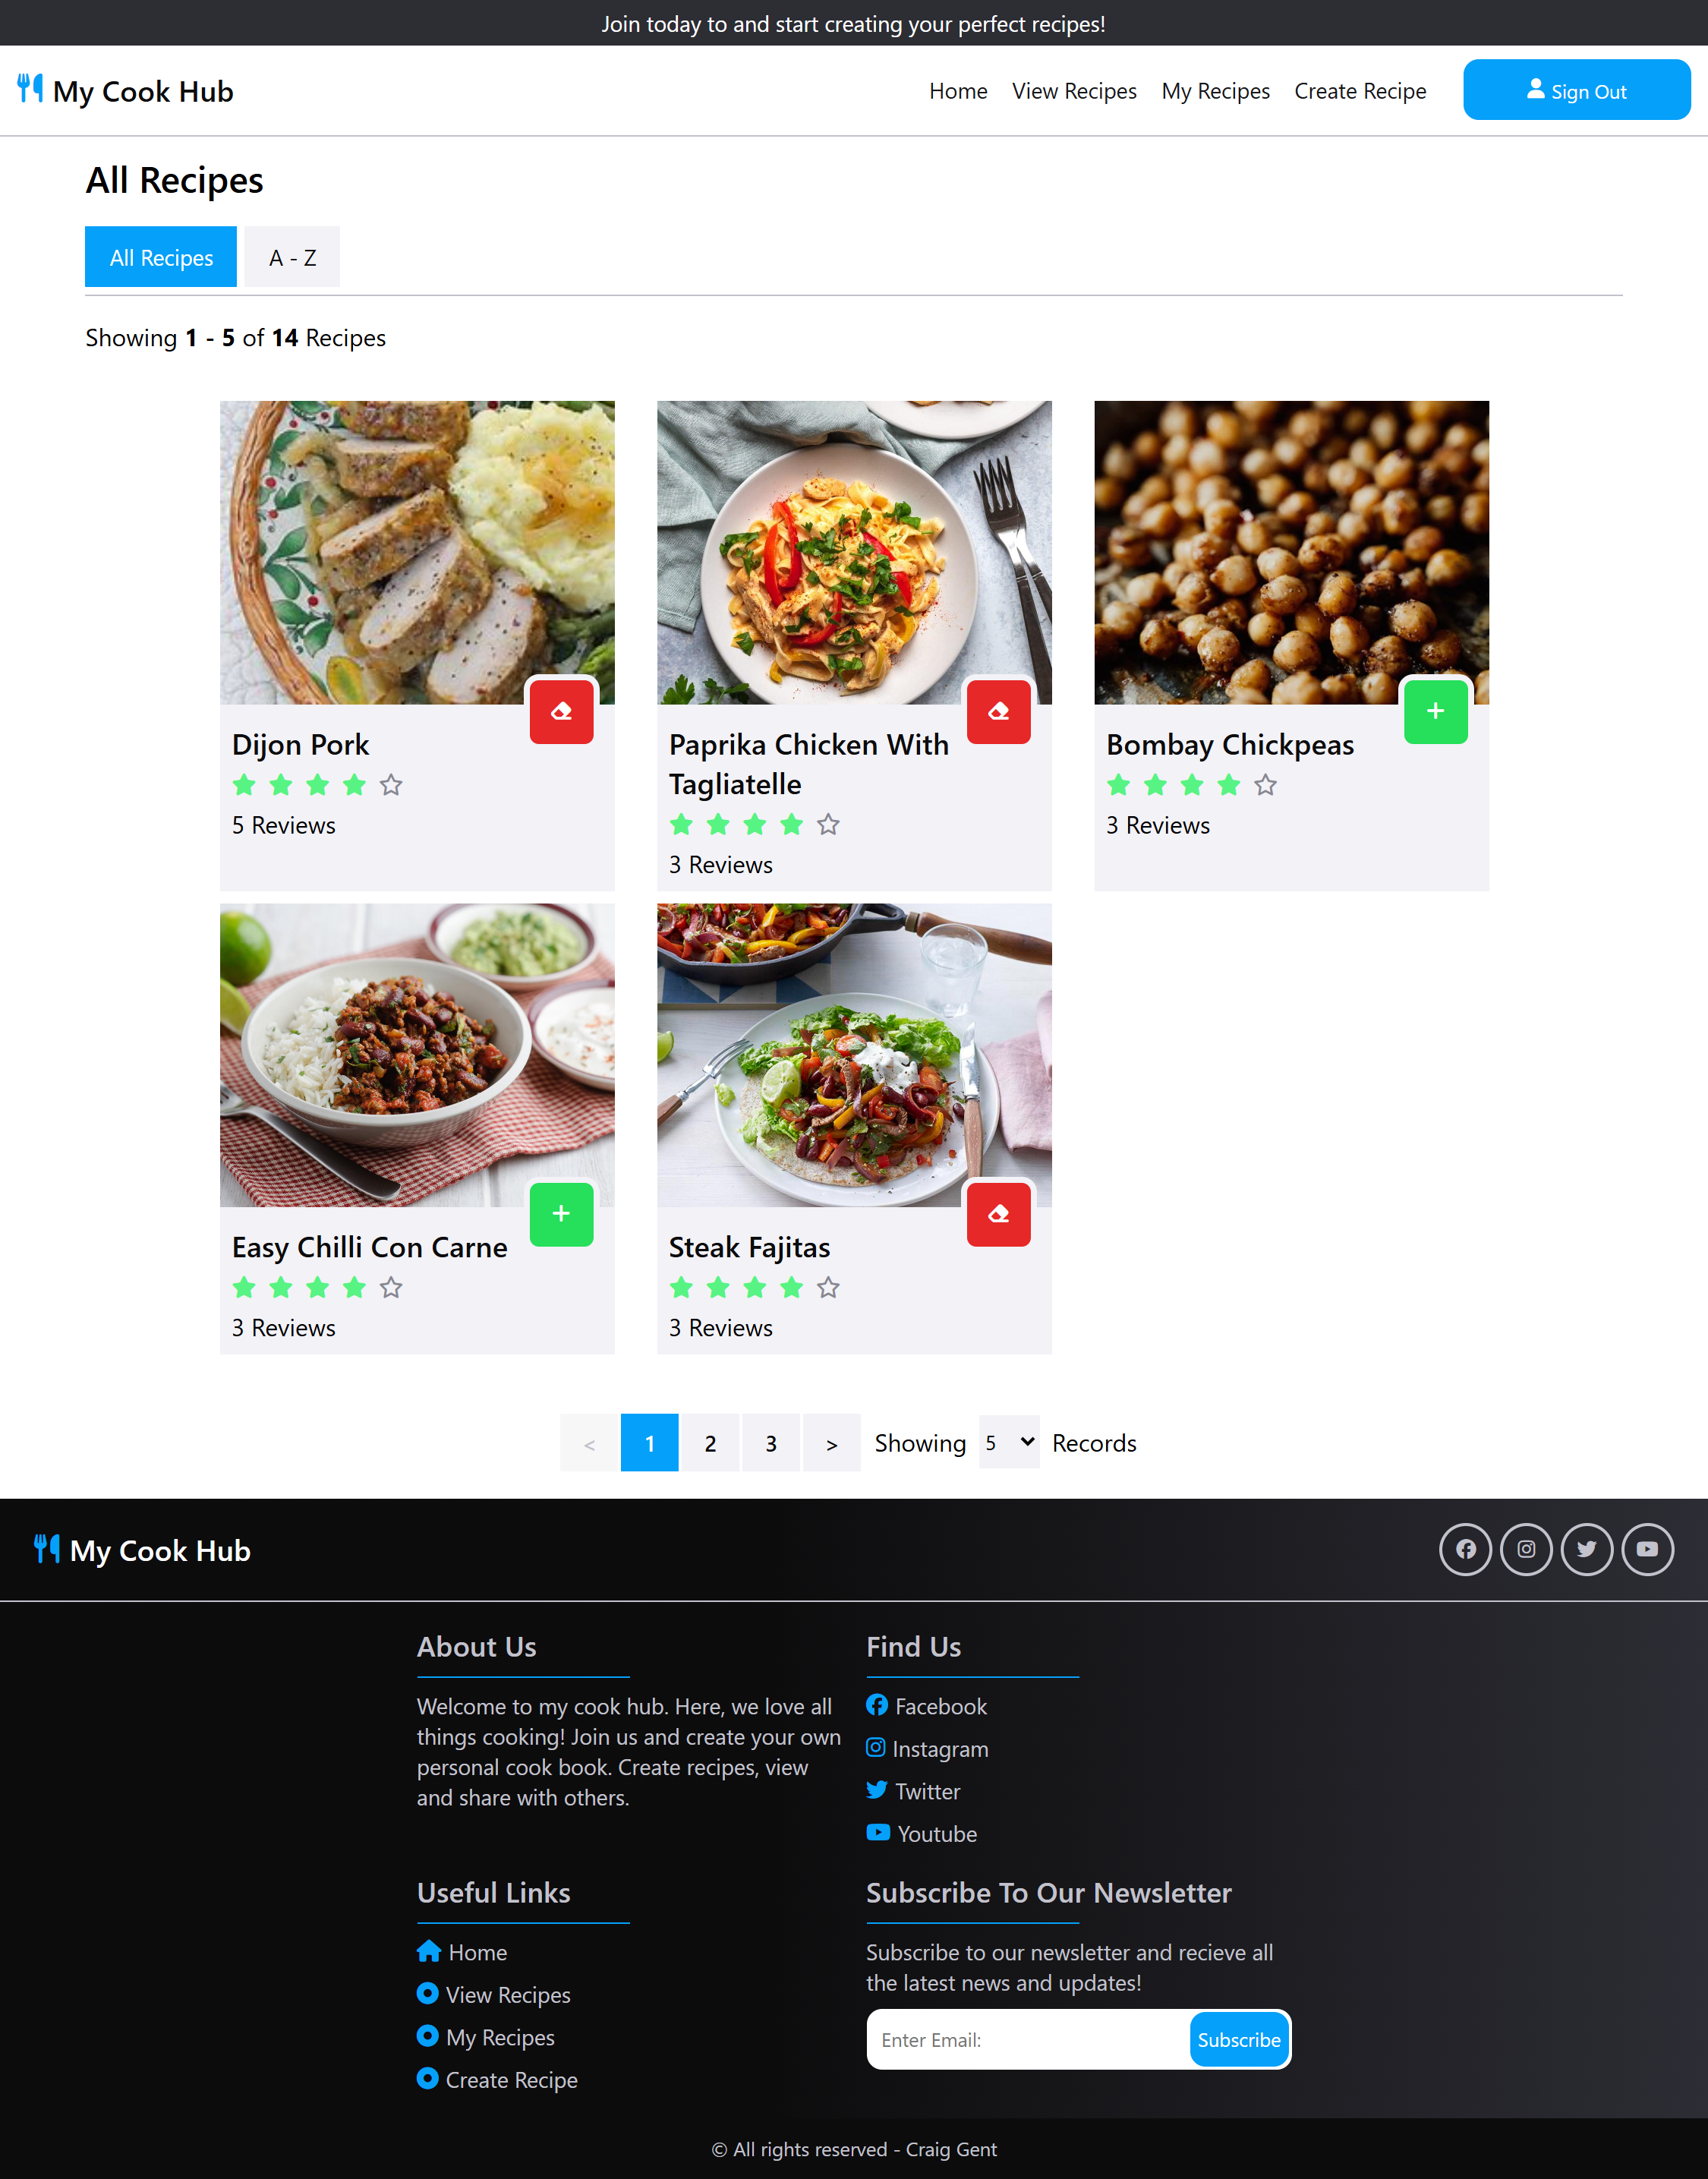 Join today to and start creating your perfect recipes!
My Cook Hub
Home View Recipes My Recipes Create Recipe Sign Out
All Recipes
All Recipes A - Z
Showing 1 - 5 of 14 Recipes
Dijon Pork
5 Reviews
Paprika Chicken With
Tagliatelle
3 Reviews
Bombay Chickpeas
3 Reviews
Easy Chilli Con Carne
3 Reviews
Steak Fajitas
3 Reviews
< 1 2 3 > Showing 5 Records
My Cook Hub
About Us
Welcome to my cook hub. Here, we love all
things cooking! Join us and create your own
personal cook book. Create recipes, view
and share with others.
Find Us
Facebook
Instagram
Twitter
Youtube
Useful Links
Home
View Recipes
My Recipes
Create Recipe
Subscribe To Our Newsletter
Subscribe to our newsletter and recieve all
the latest news and updates!
Enter Email: Subscribe
© All rights reserved - Craig Gent